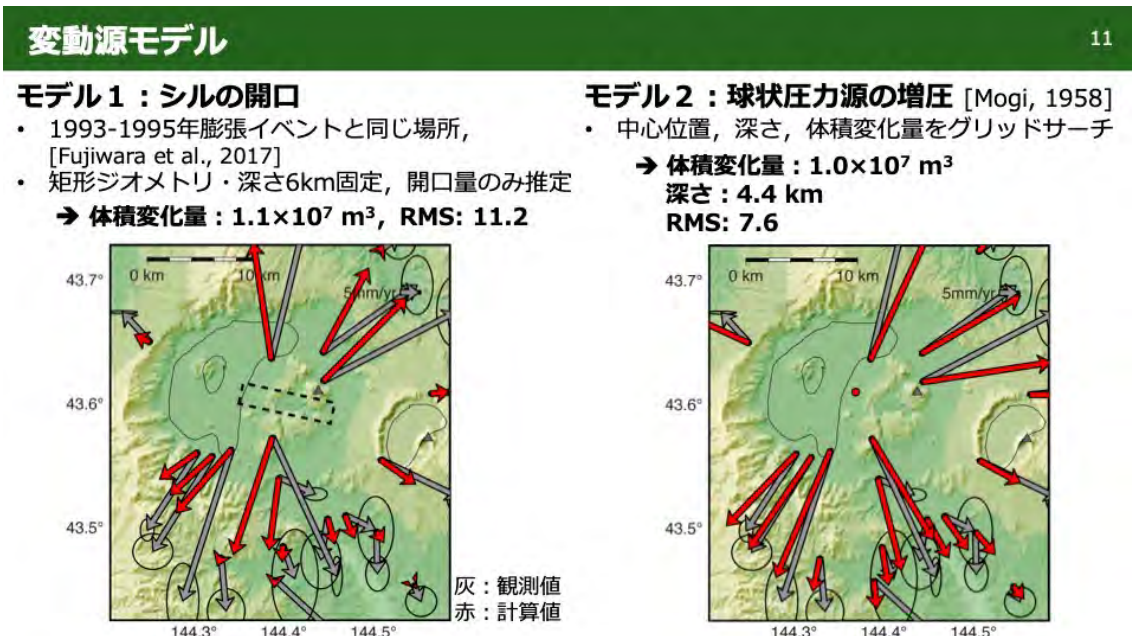 変動源モデル
11
モデル1：シルの開口
• 1993-1995年膨張イベントと同じ場所，
[Fujiwara et al., 2017]
• 矩形ジオメトリ・深さ6km固定，開口量のみ推定
➔ 体積変化量：1.1×10⁷ m³，RMS: 11.2
モデル2：球状圧力源の増圧 [Mogi, 1958]
• 中心位置，深さ，体積変化量をグリッドサーチ
➔ 体積変化量：1.0×10⁷ m³
深さ：4.4 km
RMS: 7.6
0 km 10 km
5mm/yr
43.7°
43.6°
43.5°
144.3° 144.4° 144.5°
灰：観測値
赤：計算値
0 km 10 km
5mm/yr
43.7°
43.6°
43.5°
144.3° 144.4° 144.5°